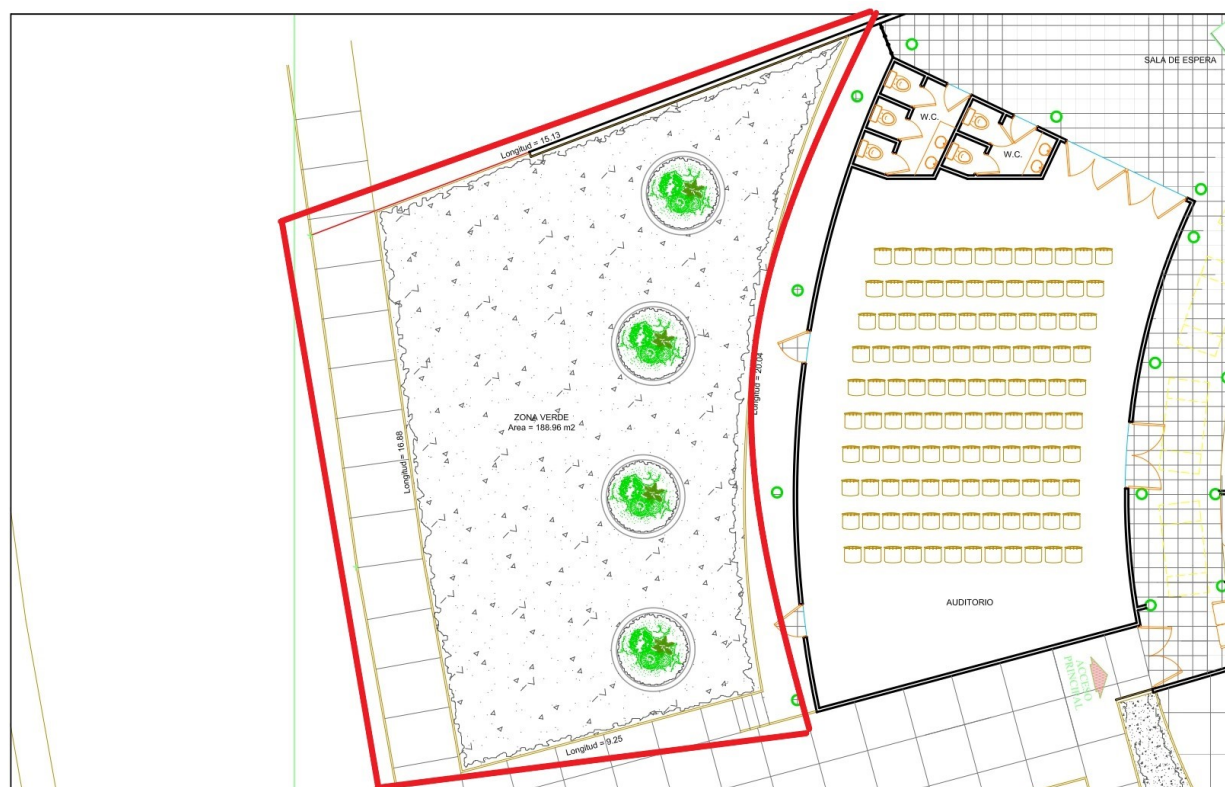 SALA DE ESPERA
W.C.
W.C.
Longitud = 15.13
Longitud = 20.04
ZONA VERDE
Area = 188.96 m2
Longitud = 16.88
AUDITORIO
ACCESO
PRINCIPAL
Longitud = 9.25